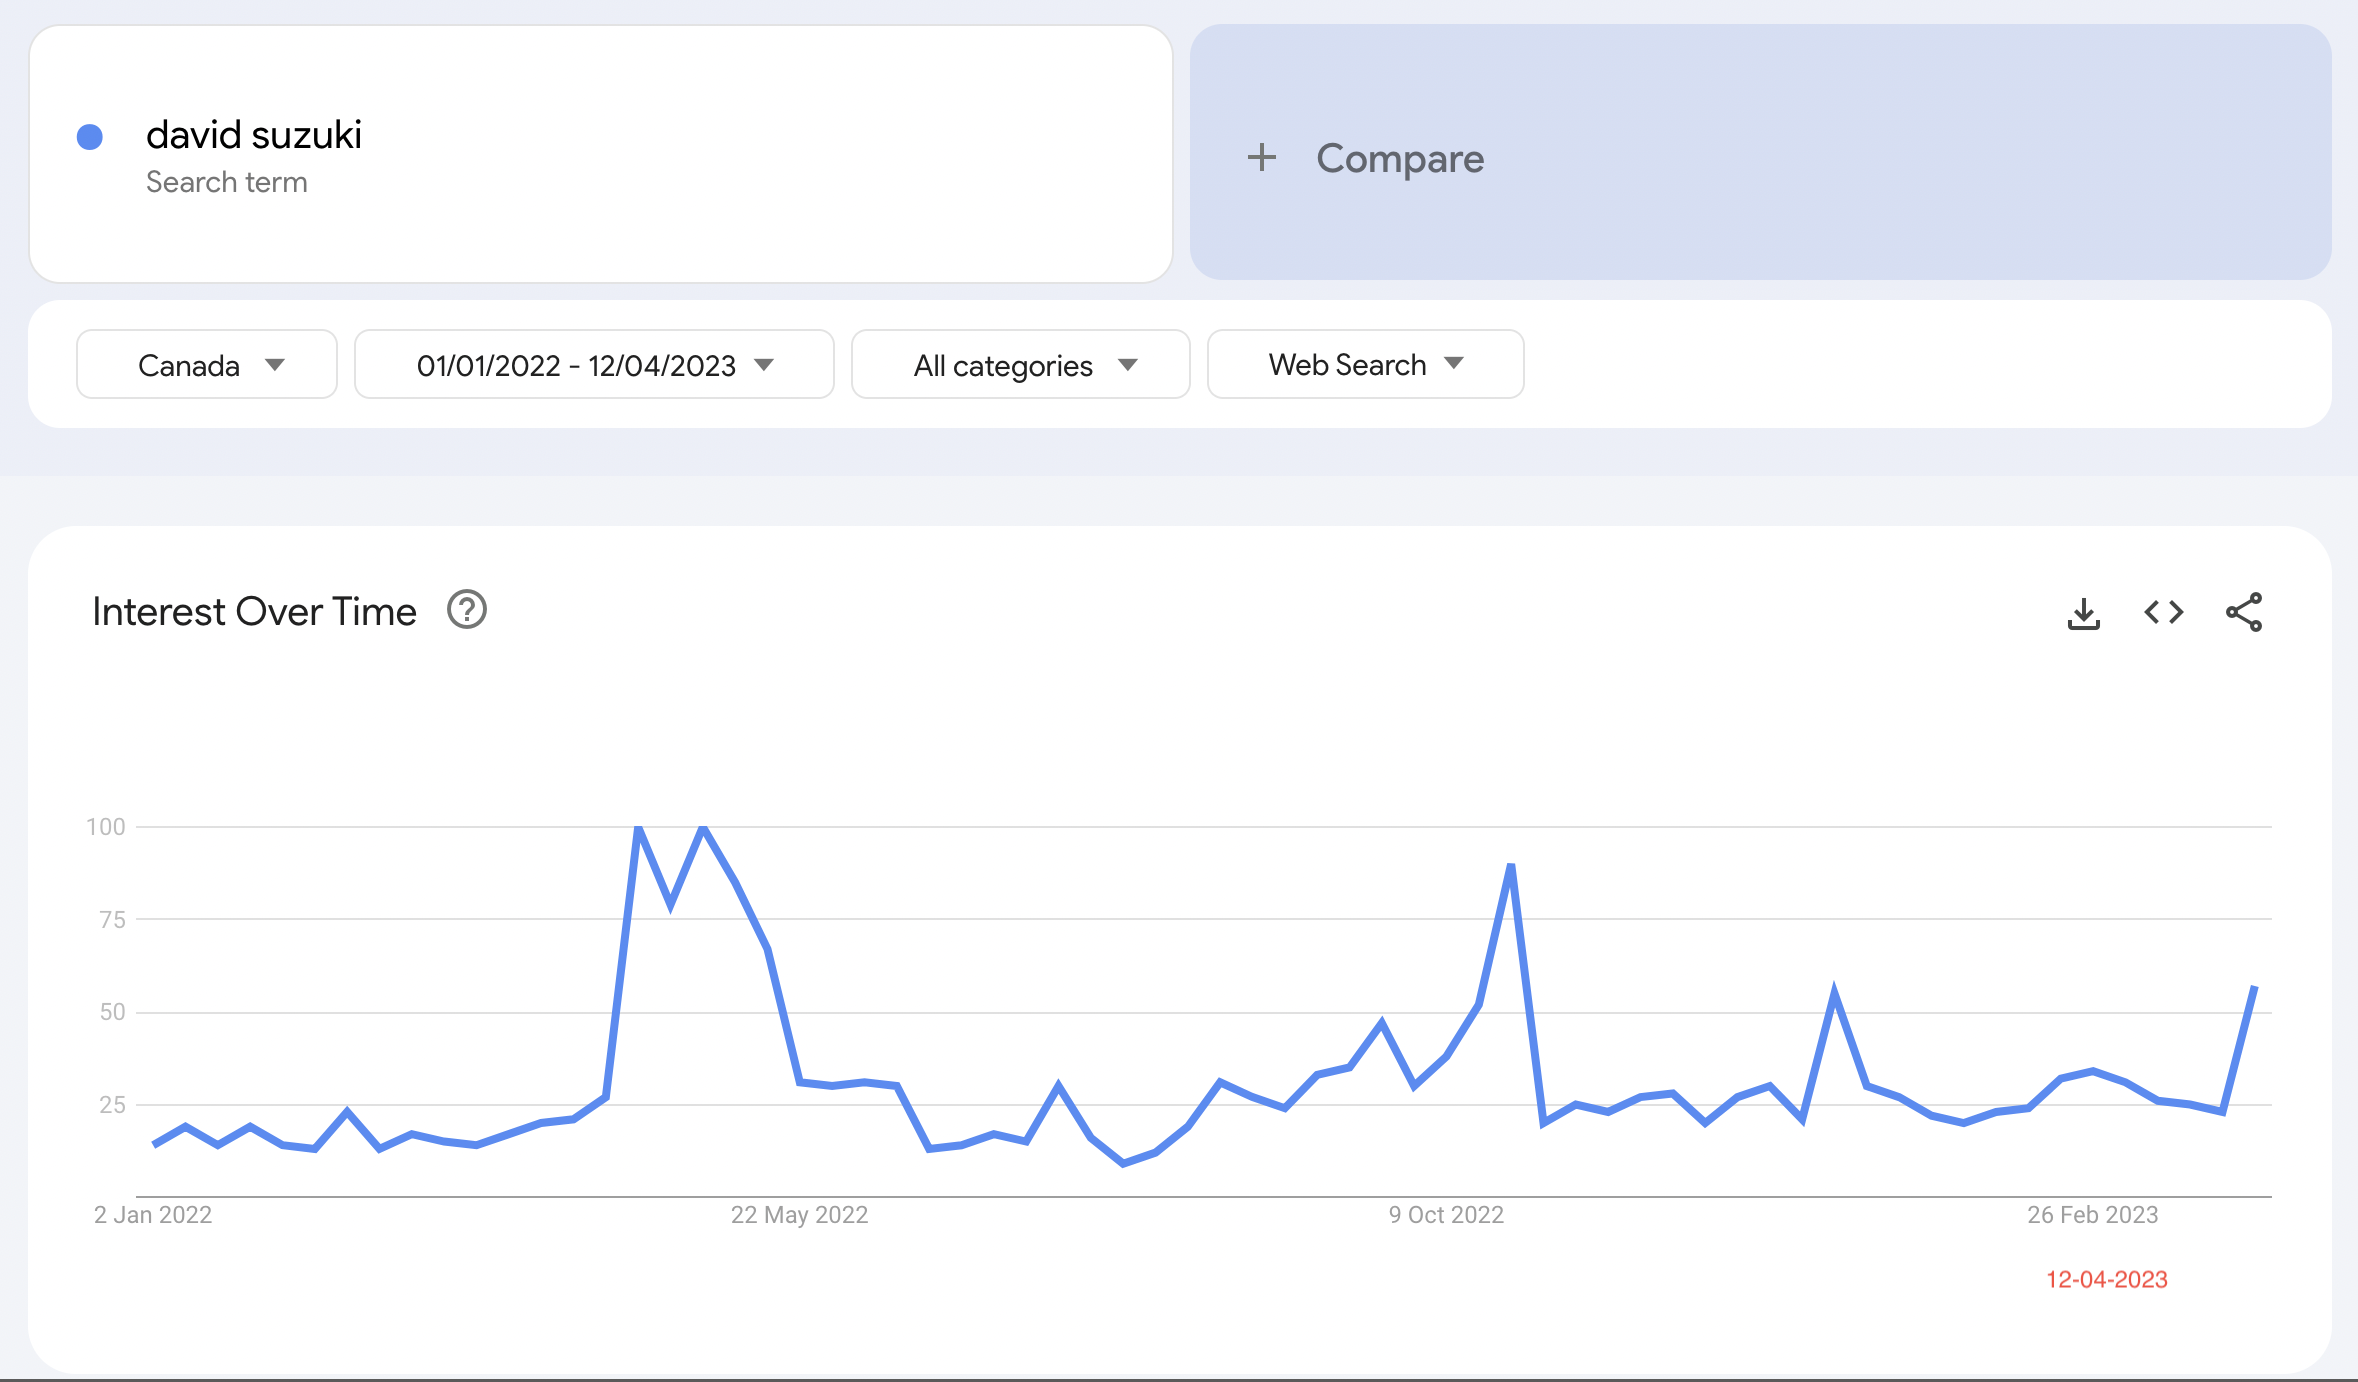 david suzuki
Search term
+ Compare
Canada
01/01/2022 - 12/04/2023
All categories
Web Search
Interest Over Time
100
75
50
25
2 Jan 2022
22 May 2022
9 Oct 2022
26 Feb 2023
12-04-2023